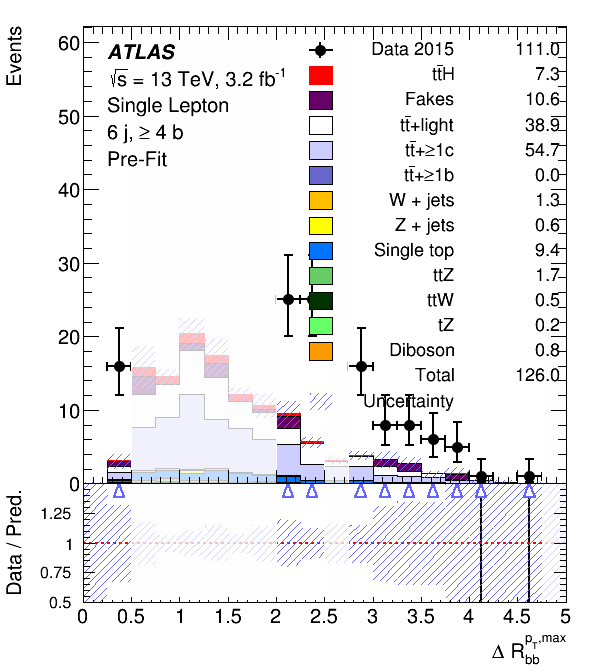 Events
ATLAS
√s = 13 TeV, 3.2 fb⁻¹
Single Lepton
6 j, ≥ 4 b
Pre-Fit
Data 2015 111.0
tt̄H 7.3
Fakes 10.6
tt̄+light 38.9
tt̄+≥1c 54.7
tt̄+≥1b 0.0
W + jets 1.3
Z + jets 0.6
Single top 9.4
ttZ 1.7
ttW 0.5
tZ 0.2
Diboson 0.8
Total 126.0
Uncertainty
60
50
40
30
20
10
0
Data / Pred.
1.25
1
0.75
0.5
0 0.5 1 1.5 2 2.5 3 3.5 4 4.5 5
Δ R_bb^{p_T,max}